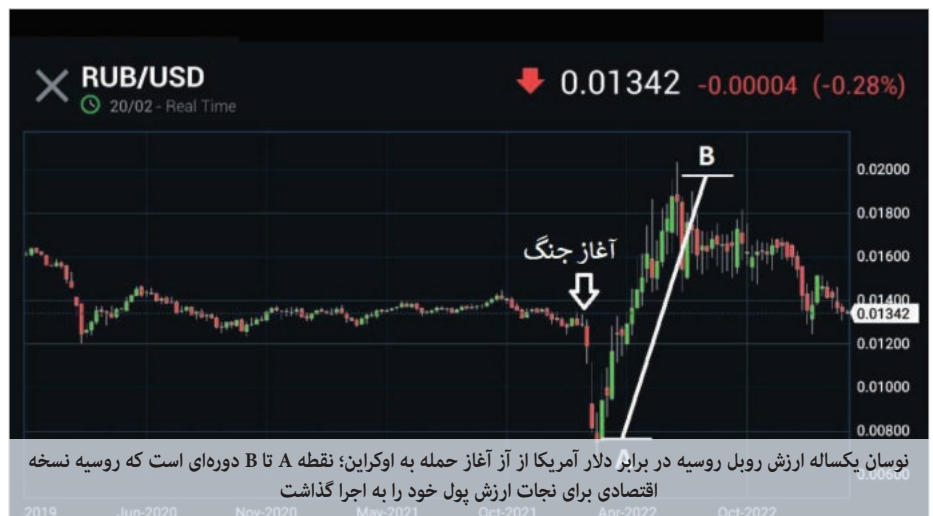 RUB/USD
20/02 - Real Time
0.01342 -0.00004 (-0.28%)
B
0.02000
0.01800
0.01600
آغاز جنگ
0.01400
0.01342
0.01200
0.01000
0.00800
A
نوسان یکساله ارزش روبل روسیه در برابر دلار آمریکا از آز آغاز حمله به اوکراین؛ نقطه A تا B دوره‌ای است که روسیه نسخه
0.00600
اقتصادی برای نجات ارزش پول خود را به اجرا گذاشت
2019 Jun-2020 Nov-2020 May-2021 Oct-2021 Apr-2022 Oct-2022